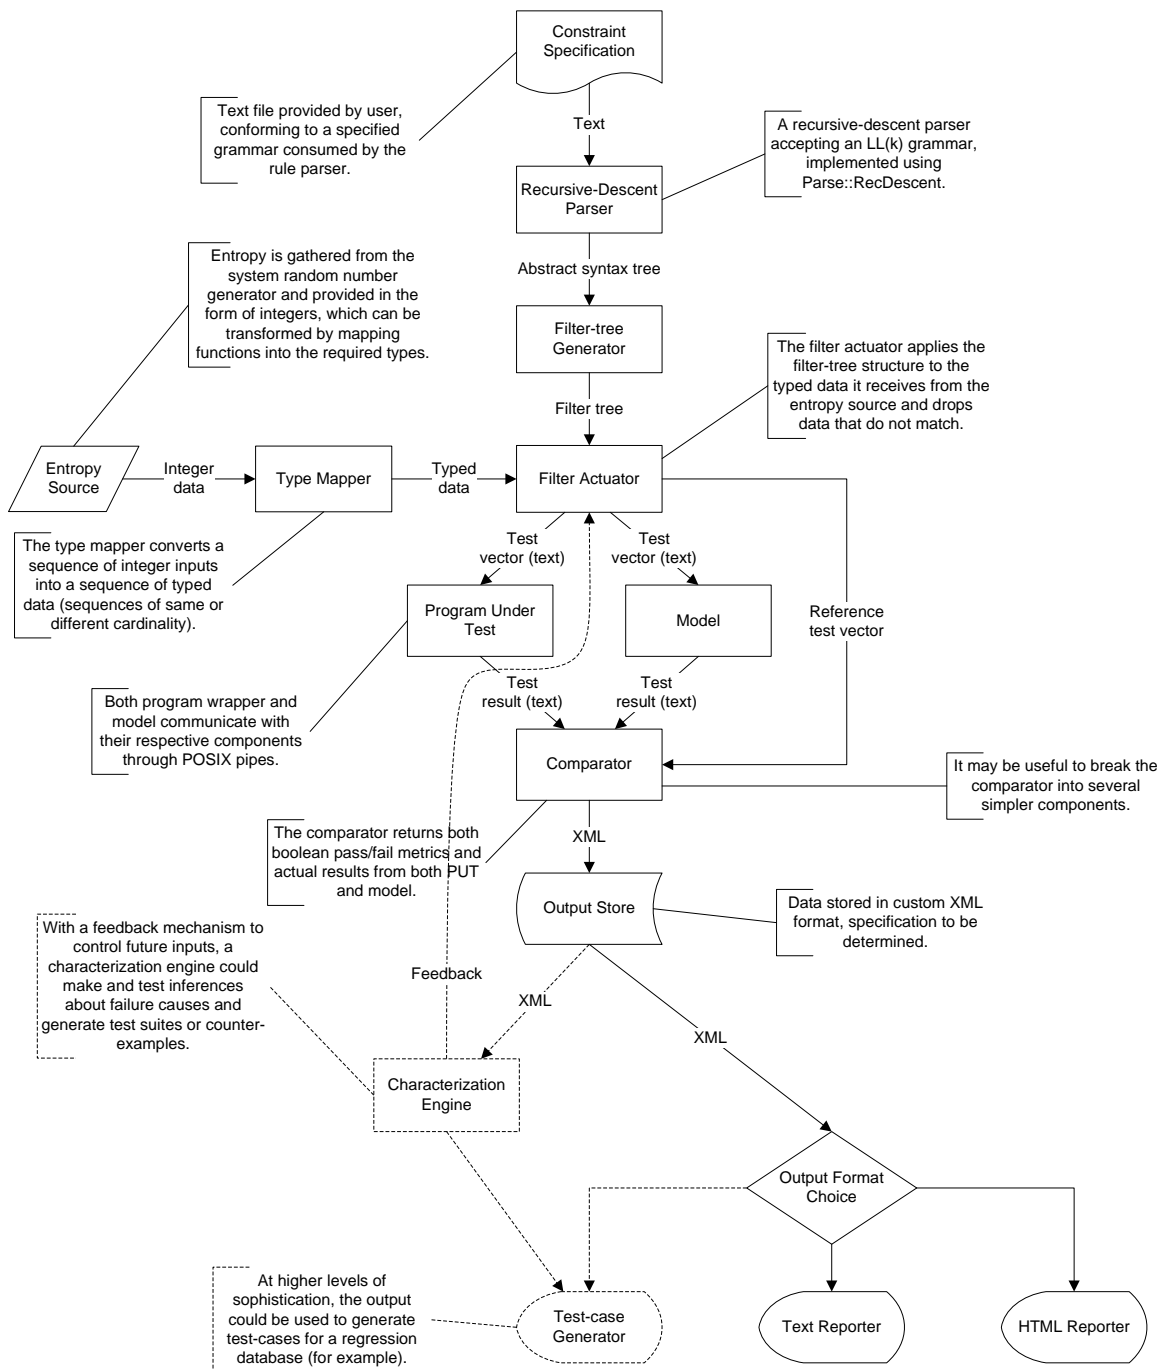 Constraint
Specification
Text file provided by user,
conforming to a specified
grammar consumed by the
rule parser.
Text
A recursive-descent parser
accepting an LL(k) grammar,
implemented using
Parse::RecDescent.
Recursive-Descent
Parser
Entropy is gathered from the
system random number
generator and provided in the
form of integers, which can be
transformed by mapping
functions into the required types.
Abstract syntax tree
Filter-tree
Generator
The filter actuator applies the
filter-tree structure to the
typed data it receives from the
entropy source and drops
data that do not match.
Filter tree
Entropy
Source
Integer
data
Type Mapper
Typed
data
Filter Actuator
The type mapper converts a
sequence of integer inputs
into a sequence of typed
data (sequences of same or
different cardinality).
Test
vector (text)
Test
vector (text)
Program Under
Test
Model
Reference
test vector
Both program wrapper and
model communicate with
their respective components
through POSIX pipes.
Test
result (text)
Test
result (text)
Comparator
It may be useful to break the
comparator into several
simpler components.
The comparator returns both
boolean pass/fail metrics and
actual results from both PUT
and model.
XML
Output Store
Data stored in custom XML
format, specification to be
determined.
With a feedback mechanism to
control future inputs, a
characterization engine could
make and test inferences
about failure causes and
generate test suites or counter-
examples.
Feedback
XML
XML
Characterization
Engine
Output Format
Choice
At higher levels of
sophistication, the output
could be used to generate
test-cases for a regression
database (for example).
Test-case
Generator
Text Reporter
HTML Reporter